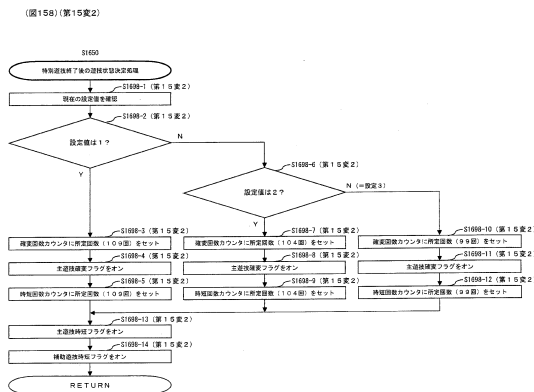 (図158)(第15変2)
S1650
特別遊技終了後の遊技状態決定処理
S1698-1 (第15変2)
現在の設定値を確認
S1698-2 (第15変2)
設定値は1?
N
Y
S1698-6 (第15変2)
設定値は2?
N (=設定3)
Y
S1698-3 (第15変2)
確変回数カウンタに所定回数(109回)をセット
S1698-4 (第15変2)
主遊技確変フラグをオン
S1698-5 (第15変2)
時短回数カウンタに所定回数(109回)をセット
S1698-7 (第15変2)
確変回数カウンタに所定回数(104回)をセット
S1698-8 (第15変2)
主遊技確変フラグをオン
S1698-9 (第15変2)
時短回数カウンタに所定回数(104回)をセット
S1698-10 (第15変2)
確変回数カウンタに所定回数(99回)をセット
S1698-11 (第15変2)
主遊技確変フラグをオン
S1698-12 (第15変2)
時短回数カウンタに所定回数(99回)をセット
S1698-13 (第15変2)
主遊技時短フラグをオン
S1698-14 (第15変2)
補助遊技時短フラグをオン
RETURN